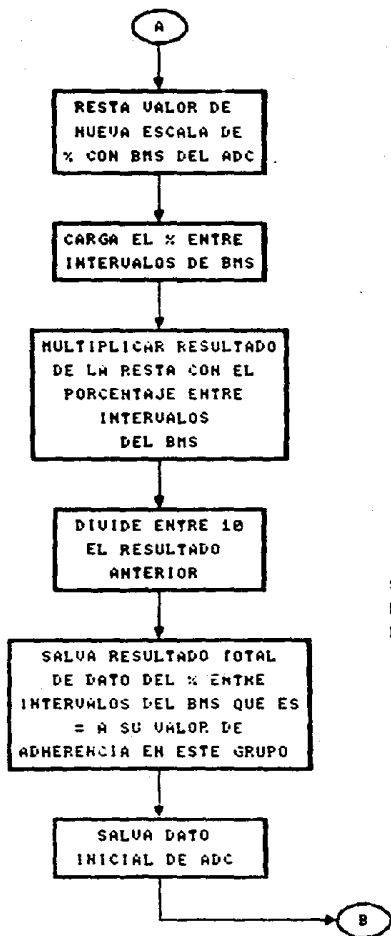 A
RESTA VALOR DE
NUEVA ESCALA DE
% CON BMS DEL ADC
CARGA EL % ENTRE
INTERVALOS DE BMS
MULTIPLICAR RESULTADO
DE LA RESTA CON EL
PORCENTAJE ENTRE
INTERVALOS
DEL BMS
DIVIDE ENTRE 10
EL RESULTADO
ANTERIOR
SALVA RESULTADO TOTAL
DE DATO DEL % ENTRE
INTERVALOS DEL BMS QUE ES
= A SU VALOR DE
ADHERENCIA EN ESTE GRUPO
SALVA DATO
INICIAL DE ADC
B